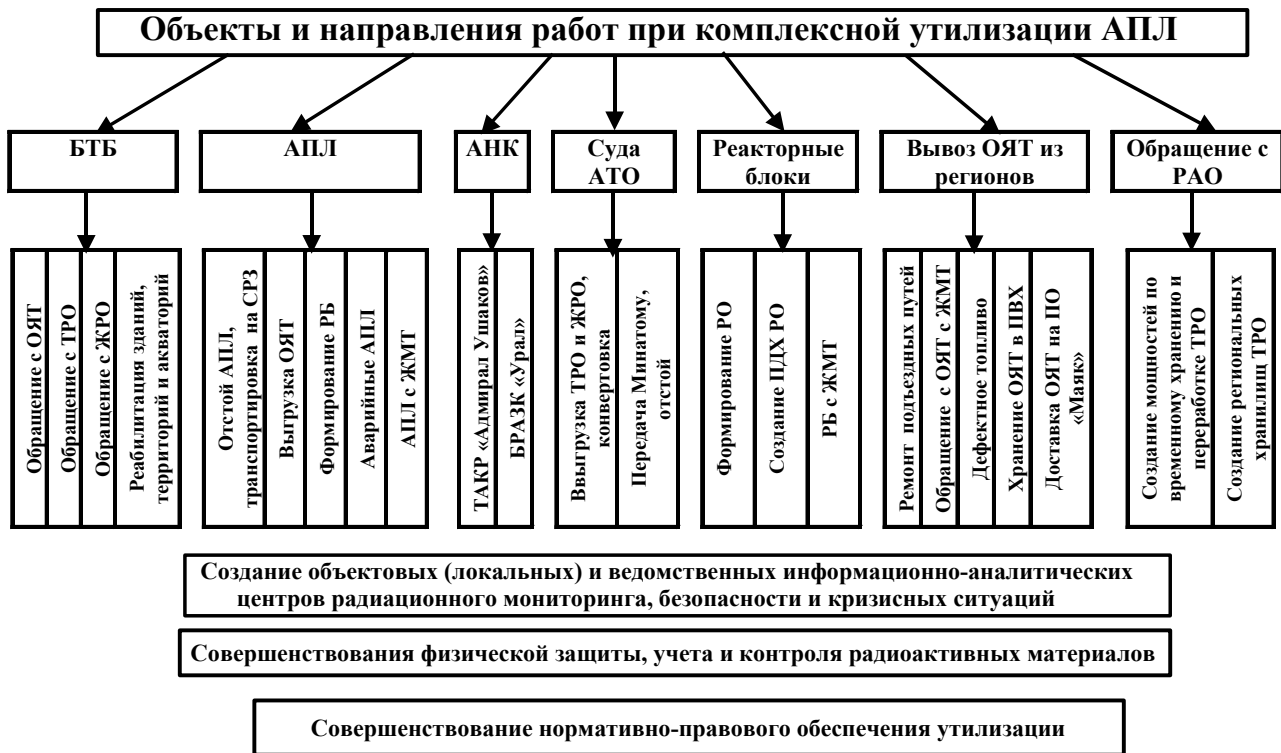 Объекты и направления работ при комплексной утилизации АПЛ
БТБ
АПЛ
АНК
Суда
АТО
Реакторные
блоки
Вывоз ОЯТ из
регионов
Обращение с
РАО
Обращение с ОЯТ
Обращение с ТРО
Обращение с ЖРО
Реабилитация зданий,
территорий и акваторий
Отстой АПЛ,
транспортировка на СРЗ
Выгрузка ОЯТ
Формирование РБ
Аварийные АПЛ
АПЛ с ЖМТ
ТАКР «Адмирал Ушаков»
БРАЗК «Урал»
Ввыгрузка ТРО и ЖРО,
конвертовка
Передача Минатому,
отстой
Формирование РО
Создание ПДХ РО
РБ с ЖМТ
Ремонт подъездных путей
Обращение с ОЯТ с ЖМТ
Дефектное топливо
Хранение ОЯТ в ПВХ
Доставка ОЯТ на ПО
«Маяк»
Создание мощностей по
временному хранению и
переработке ТРО
Создание региональных
хранилищ ТРО
Создание объектовых (локальных) и ведомственных информационно-аналитических
центров радиационного мониторинга, безопасности и кризисных ситуаций
Совершенствования физической защиты, учета и контроля радиоактивных материалов
Совершенствование нормативно-правового обеспечения утилизации